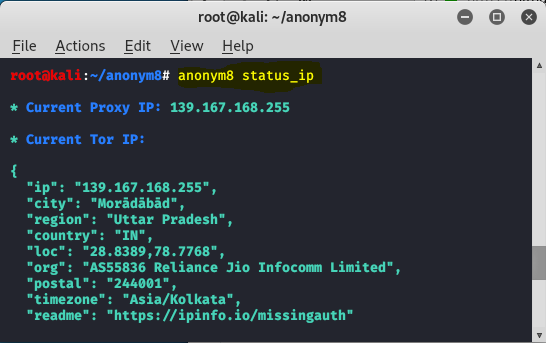 root@kali: ~/anonym8
File Actions Edit View Help
root@kali:~/anonym8# anonym8 status_ip
* Current Proxy IP: 139.167.168.255
* Current Tor IP:
{
"ip": "139.167.168.255",
"city": "Morādābād",
"region": "Uttar Pradesh",
"country": "IN",
"loc": "28.8389,78.7768",
"org": "AS55836 Reliance Jio Infocomm Limited",
"postal": "244001",
"timezone": "Asia/Kolkata",
"readme": "https://ipinfo.io/missingauth"